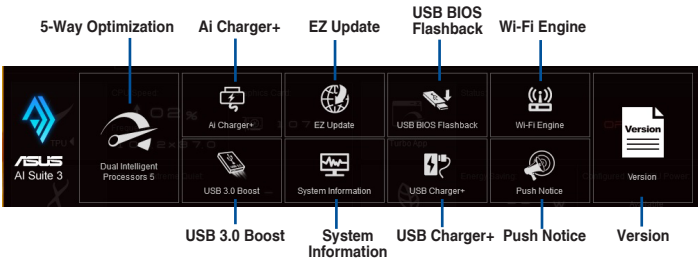 5-Way Optimization
Ai Charger+
EZ Update
USB BIOS
Flashback
Wi-Fi Engine
ASUS
AI Suite 3
Dual Intelligent
Processors 5
Ai Charger+
EZ Update
USB BIOS Flashback
Wi-Fi Engine
Version
USB 3.0 Boost
System Information
USB Charger+
Push Notice
Version
USB 3.0 Boost
System
Information
USB Charger+
Push Notice
Version